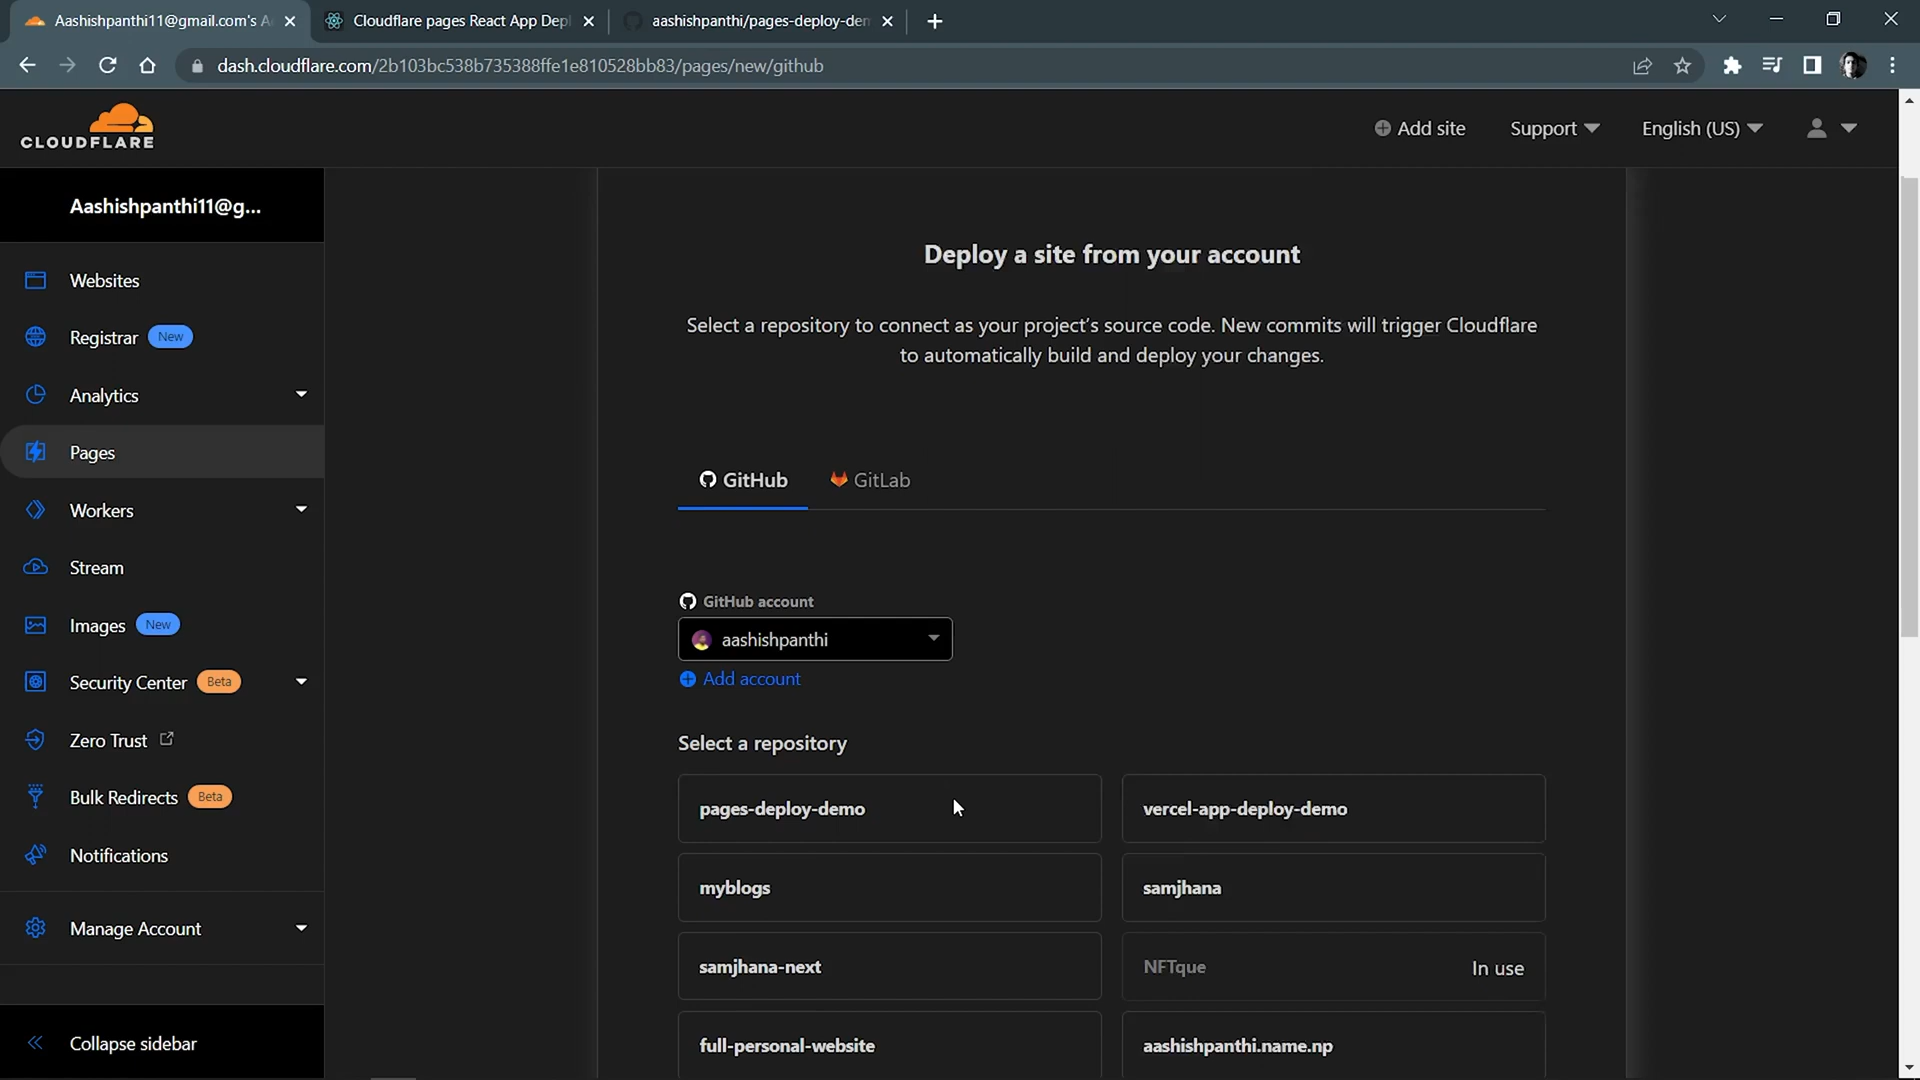 Aashishpanthi11@gmail.com's A
Cloudflare pages React App Depl
aashishpanthi/pages-deploy-dem
dash.cloudflare.com/2b103bc538b735388ffe1e810528bb83/pages/new/github
CLOUDFLARE
Add site
Support
English (US)
Aashishpanthi11@g...
Websites
Registrar New
Analytics
Pages
Workers
Stream
Images New
Security Center Beta
Zero Trust
Bulk Redirects Beta
Notifications
Manage Account
Collapse sidebar
Deploy a site from your account
Select a repository to connect as your project's source code. New commits will trigger Cloudflare
to automatically build and deploy your changes.
GitHub GitLab
GitHub account
aashishpanthi
Add account
Select a repository
pages-deploy-demo vercel-app-deploy-demo
myblogs samjhana
samjhana-next NFTque In use
full-personal-website aashishpanthi.name.np